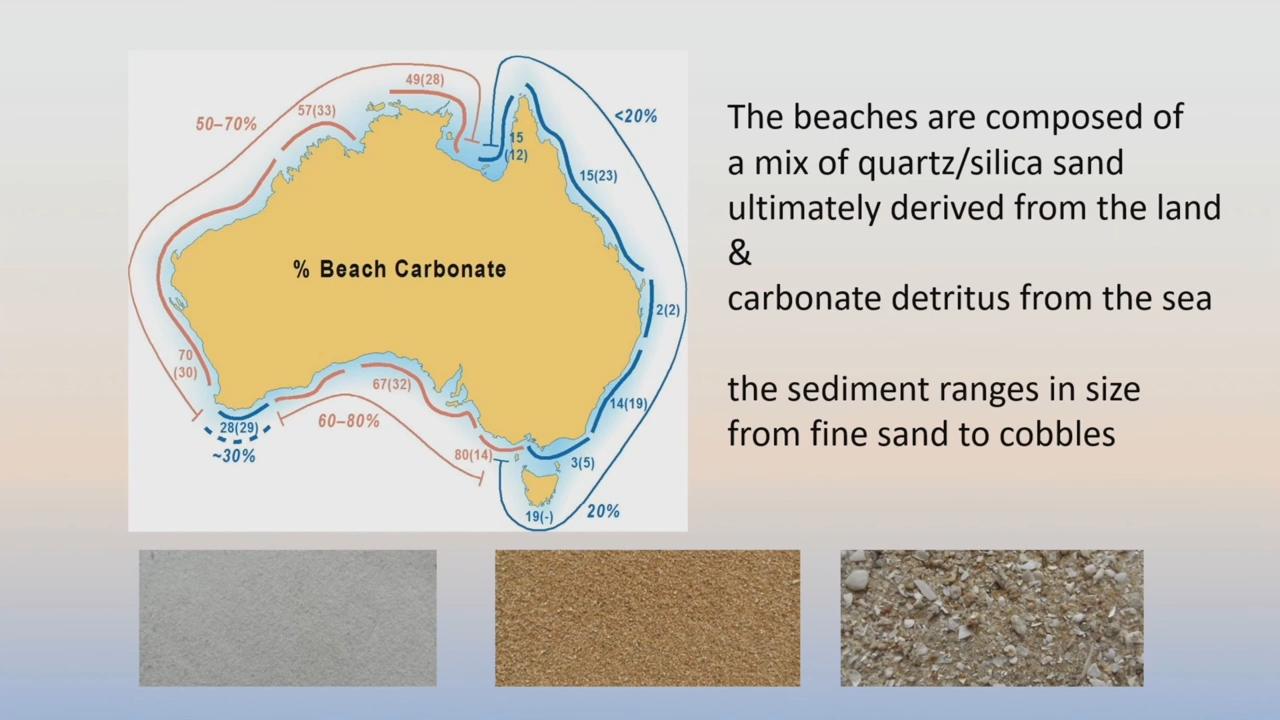 49(28)
57(33)
50–70%
<20%
15
(12)
15(23)
% Beach Carbonate
2(2)
70
(30)
67(32)
14(19)
28(29)
60–80%
~30%
80(14)
3(5)
19(-)
20%
The beaches are composed of
a mix of quartz/silica sand
ultimately derived from the land
&
carbonate detritus from the sea
the sediment ranges in size
from fine sand to cobbles